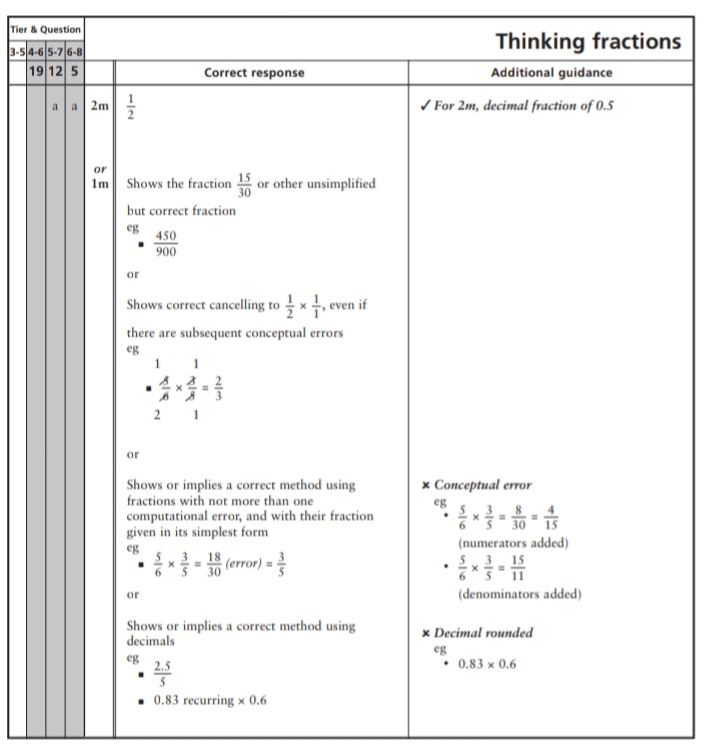 Tier & Question
3-5 4-6 5-7 6-8
Thinking fractions
19 12 5
Correct response
Additional guidance
a a 2m 1/2
✓ For 2m, decimal fraction of 0.5
or
1m Shows the fraction 15/30 or other unsimplified
but correct fraction
eg
▪ 450/900
or
Shows correct cancelling to 1/2 × 1/1, even if
there are subsequent conceptual errors
eg
1 1
▪ 5/6 × 3/5 = 2/3
2 1
or
Shows or implies a correct method using
fractions with not more than one
computational error, and with their fraction
given in its simplest form
eg
▪ 5/6 × 3/5 = 18/30 (error) = 3/5
or
Shows or implies a correct method using
decimals
eg
▪ 2.5/5
▪ 0.83 recurring × 0.6
✗ Conceptual error
eg
• 5/6 × 3/5 = 8/30 = 4/15
(numerators added)
• 5/6 × 3/5 = 15/11
(denominators added)
✗ Decimal rounded
eg
• 0.83 × 0.6